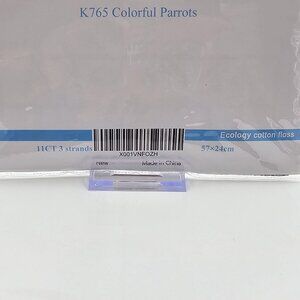 K765 Colorful Parrots
Ecology cotton floss
11CT 3 strands
57×24cm
X001VNFOZH
New
Made in China